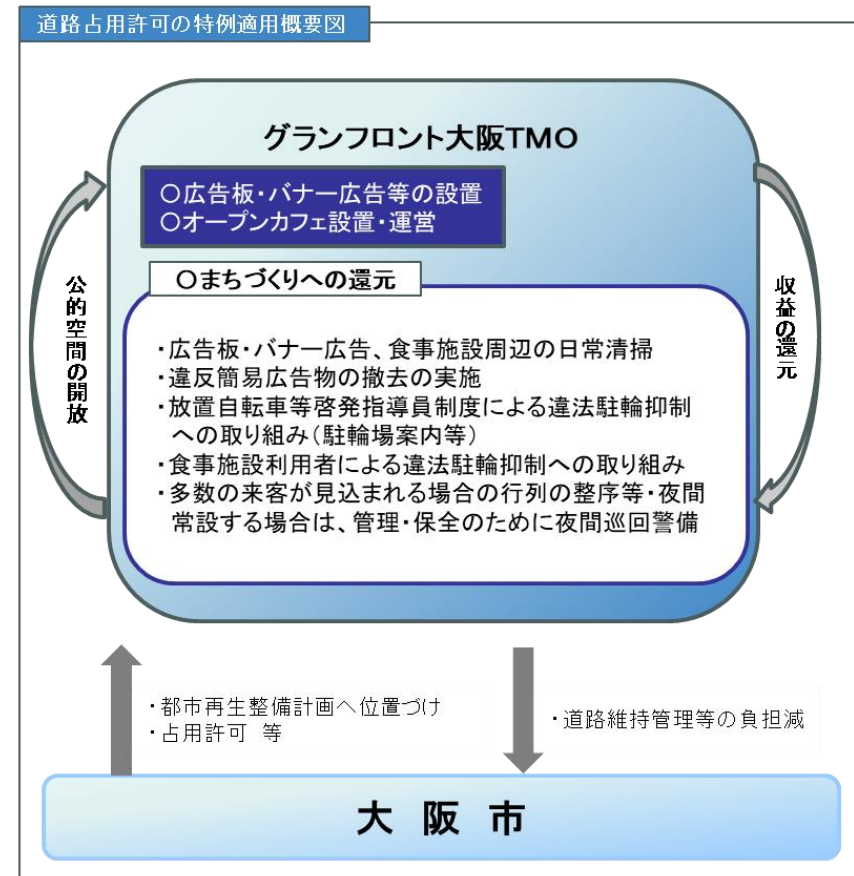 道路占用許可の特例適用概要図
グランフロント大阪TMO
〇広告板・バナー広告等の設置
〇オープンカフェ設置・運営
〇まちづくりへの還元
・広告板・バナー広告、食事施設周辺の日常清掃
・違反簡易広告物の撤去の実施
・放置自転車等啓発指導員制度による違法駐輪抑制
への取り組み(駐輪場案内等)
・食事施設利用者による違法駐輪抑制への取り組み
・多数の来客が見込まれる場合の行列の整序等・夜間
常設する場合は、管理・保全のために夜間巡回警備
公的空間の開放
収益の還元
・都市再生整備計画へ位置づけ
・占用許可 等
・道路維持管理等の負担減
大 阪 市